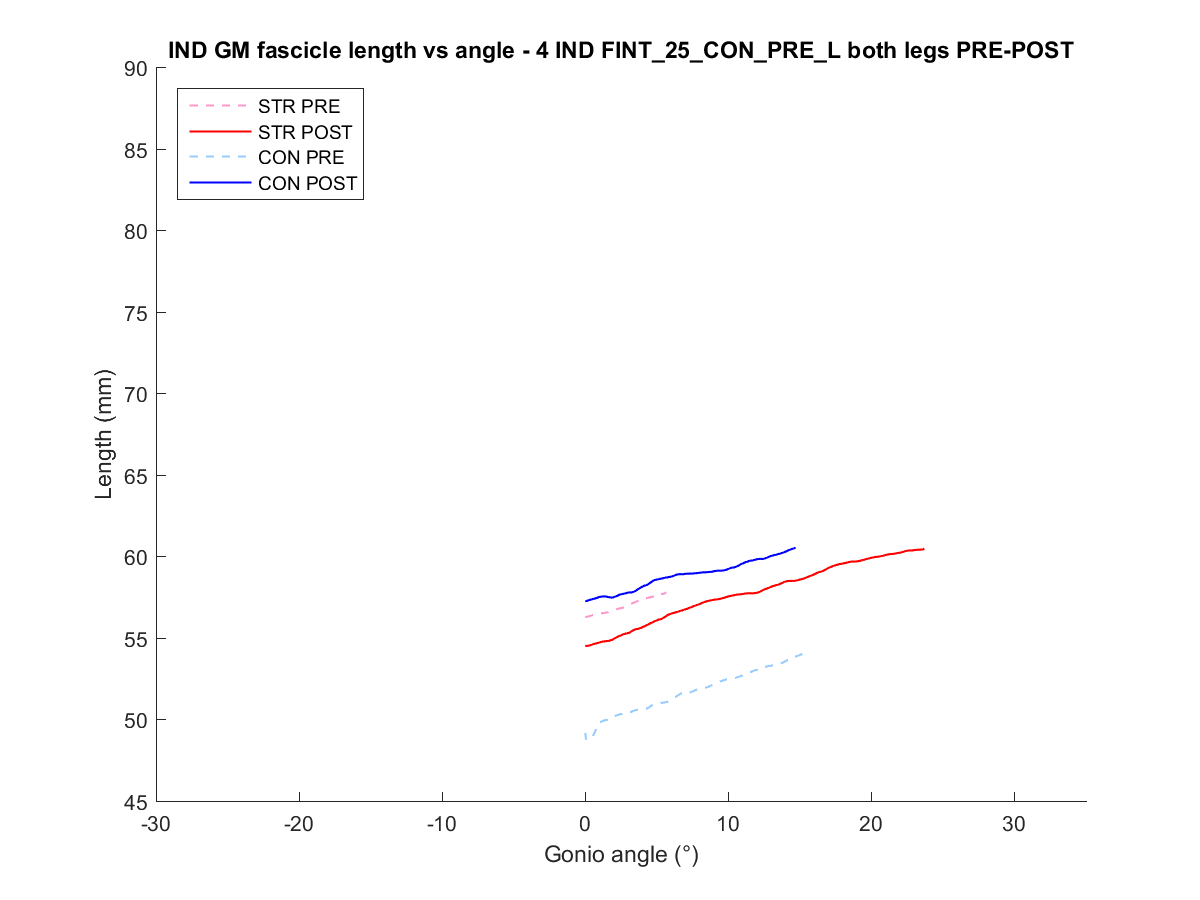 IND GM fascicle length vs angle - 4 IND FINT_25_CON_PRE_L both legs PRE-POST
90
85
80
75
70
65
60
55
50
45
STR PRE
STR POST
CON PRE
CON POST
Length (mm)
-30
-20
-10
0
10
20
30
Gonio angle (°)